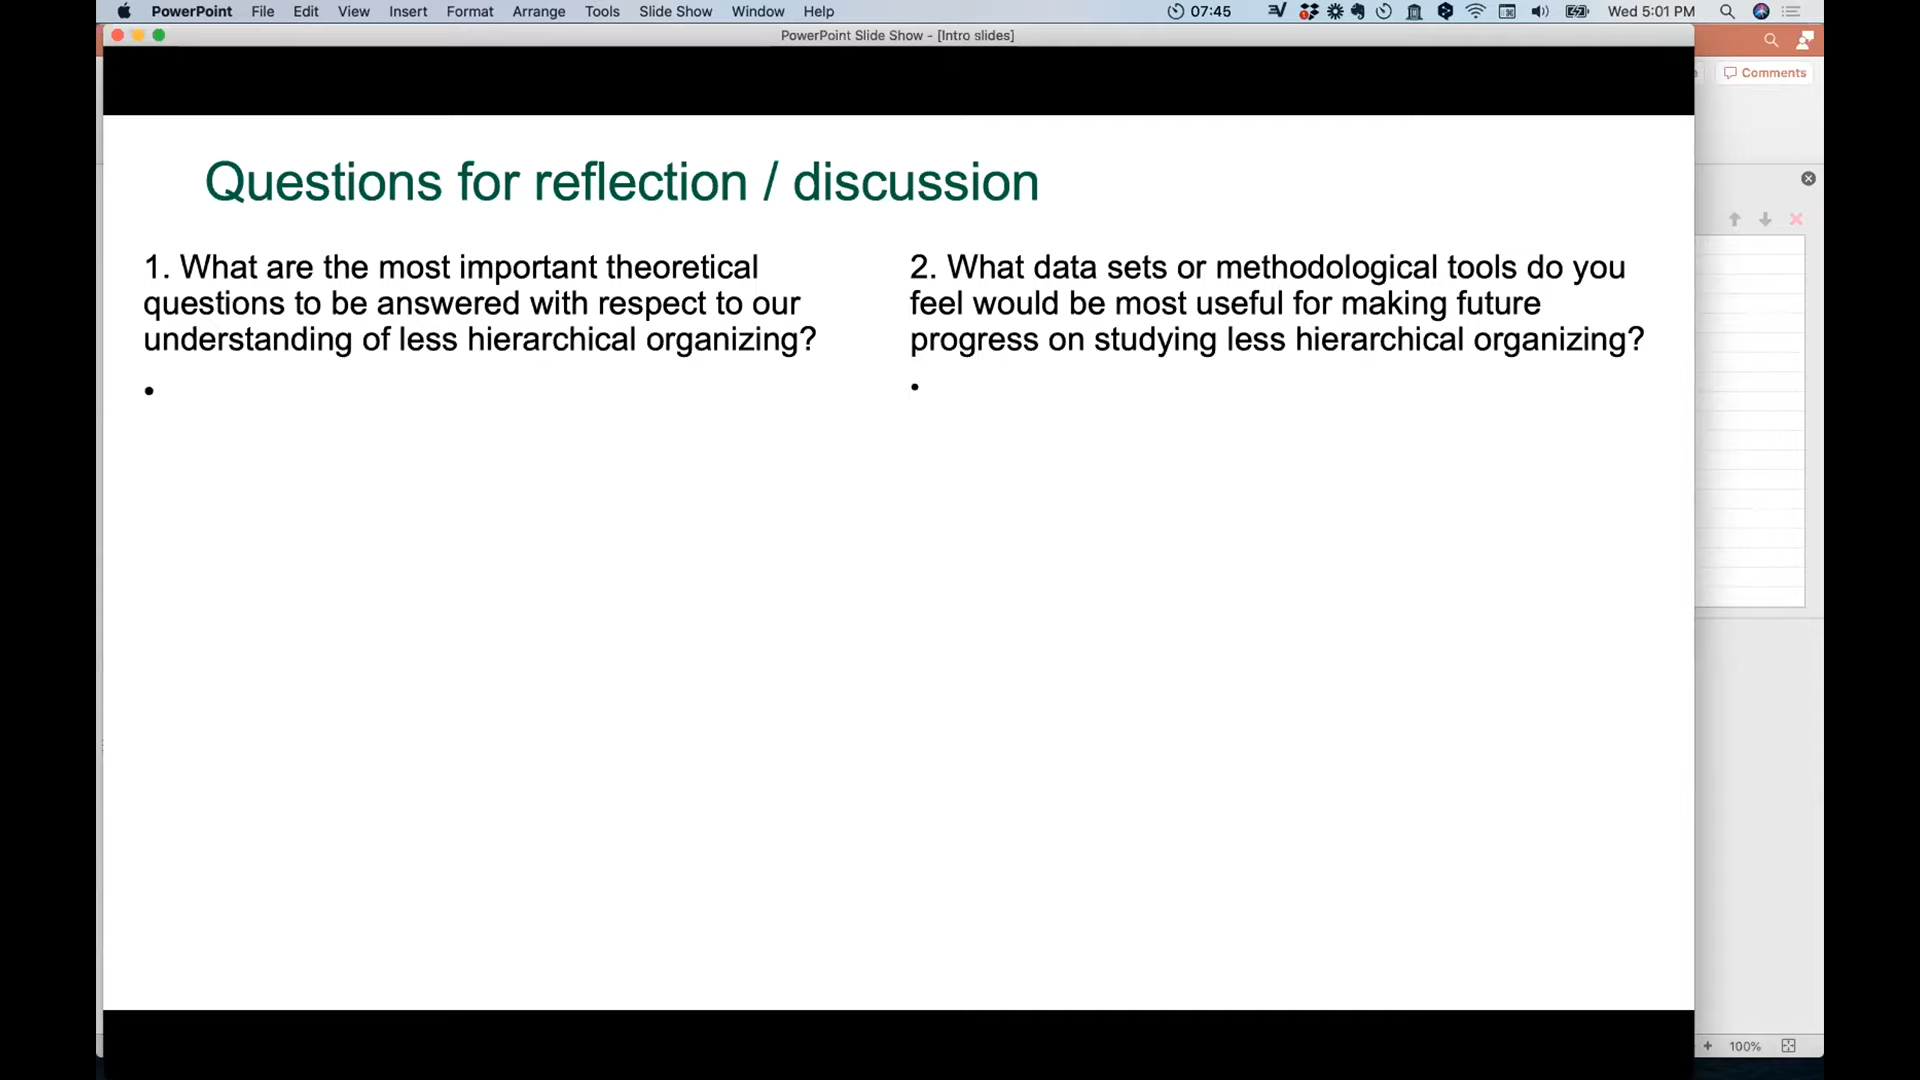 PowerPoint File Edit View Insert Format Arrange Tools Slide Show Window Help 07:45 Wed 5:01 PM
PowerPoint Slide Show - [Intro slides]
Comments
Questions for reflection / discussion
1. What are the most important theoretical
questions to be answered with respect to our
understanding of less hierarchical organizing?
•
2. What data sets or methodological tools do you
feel would be most useful for making future
progress on studying less hierarchical organizing?
•
+ 100%